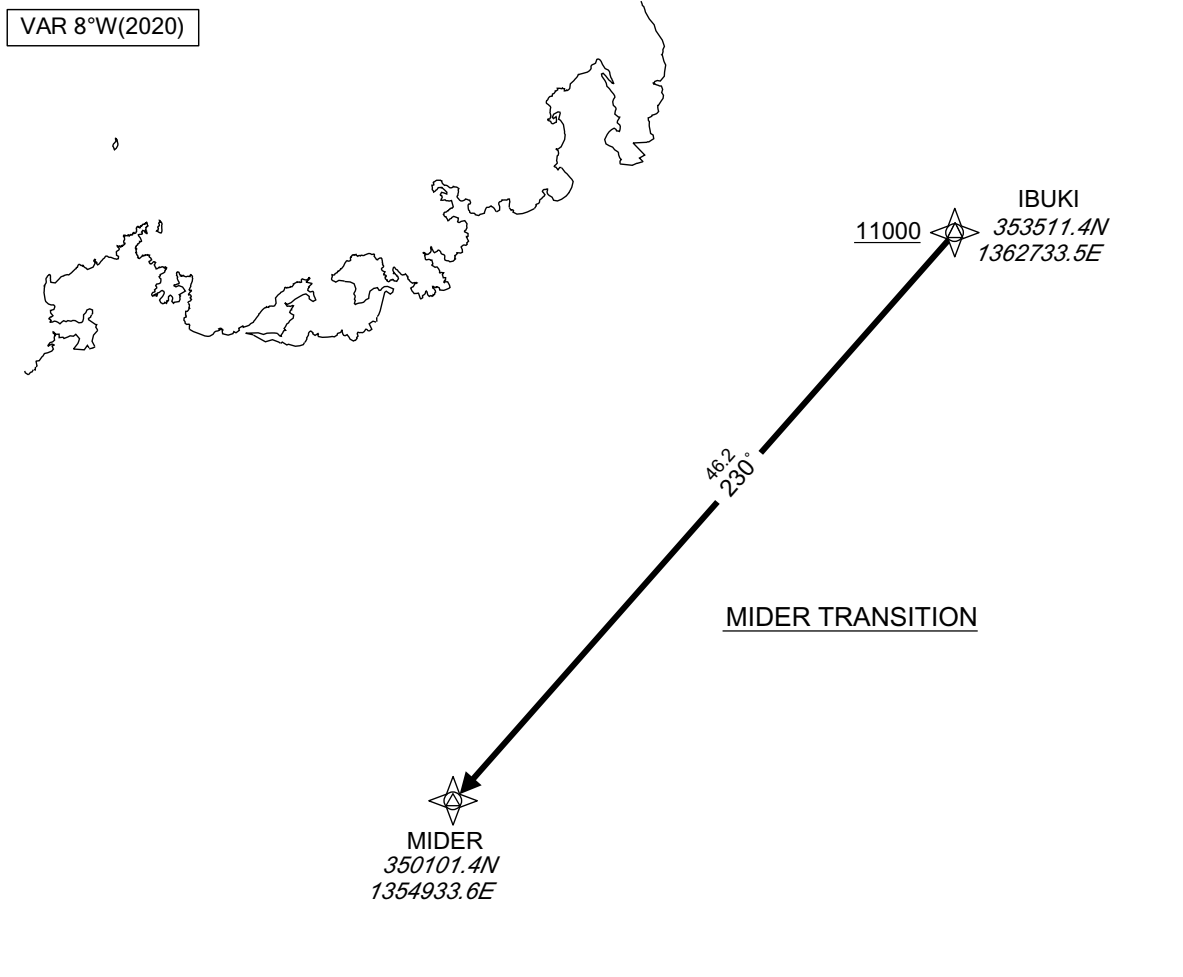 VAR 8°W(2020)
IBUKI
353511.4N
1362733.5E
11000
46.2
230°
MIDER TRANSITION
MIDER
350101.4N
1354933.6E